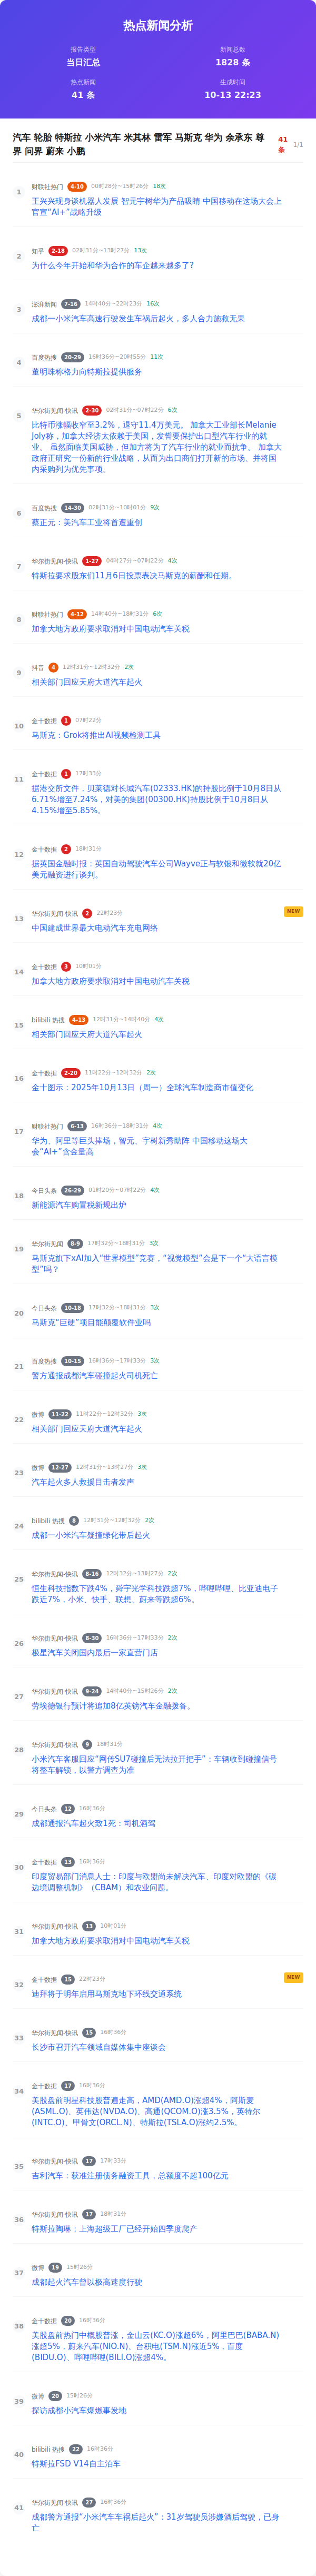 热点新闻分析
报告类型
新闻总数
当日汇总
1828 条
热点新闻
生成时间
41 条
10-13 22:23
汽车 轮胎 特斯拉 小米汽车 米其林 雷军 马斯克 华为 余承东 尊
界 问界 蔚来 小鹏
41
条
1/1
1
财联社热门 4-10 00时28分~15时26分 18次
王兴兴现身谈机器人发展 智元宇树华为产品吸睛 中国移动在这场大会上
官宣“AI+”战略升级
2
知乎 2-18 02时31分~13时27分 13次
为什么今年开始和华为合作的车企越来越多了?
3
澎湃新闻 7-16 14时40分~22时23分 16次
成都一小米汽车高速行驶发生车祸后起火，多人合力施救无果
4
百度热搜 20-29 16时36分~20时55分 11次
董明珠称格力向特斯拉提供服务
5
华尔街见闻-快讯 2-30 02时31分~07时22分 6次
比特币涨幅收窄至3.2%，退守11.4万美元。 加拿大工业部长Melanie
Joly称，加拿大经济太依赖于美国，发誓要保护出口型汽车行业的就
业。 虽然面临美国威胁，但加方将为了汽车行业的就业而抗争。 加拿大
政府正研究一份新的行业战略，从而为出口商们打开新的市场、并将国
内采购列为优先事项。
6
百度热搜 14-30 02时31分~10时01分 9次
蔡正元：美汽车工业将首遭重创
7
华尔街见闻-快讯 1-27 04时27分~07时22分 4次
特斯拉要求股东们11月6日投票表决马斯克的薪酬和任期。
8
财联社热门 4-12 14时40分~18时31分 6次
加拿大地方政府要求取消对中国电动汽车关税
9
抖音 4 12时31分~12时32分 2次
相关部门回应天府大道汽车起火
10
金十数据 1 07时22分
马斯克：Grok将推出AI视频检测工具
11
金十数据 1 17时33分
据港交所文件，贝莱德对长城汽车(02333.HK)的持股比例于10月8日从
6.71%增至7.24%，对美的集团(00300.HK)持股比例于10月8日从
4.15%增至5.85%。
12
金十数据 2 18时31分
据英国金融时报：英国自动驾驶汽车公司Wayve正与软银和微软就20亿
美元融资进行谈判。
13
华尔街见闻-快讯 2 22时23分
NEW
中国建成世界最大电动汽车充电网络
14
金十数据 3 10时01分
加拿大地方政府要求取消对中国电动汽车关税
15
bilibili 热搜 4-13 12时31分~14时40分 4次
相关部门回应天府大道汽车起火
16
金十数据 2-20 11时22分~12时32分 2次
金十图示：2025年10月13日（周一）全球汽车制造商市值变化
17
财联社热门 6-13 16时36分~18时31分 4次
华为、阿里等巨头捧场，智元、宇树新秀助阵 中国移动这场大
会“AI+”含金量高
18
今日头条 26-29 01时20分~07时22分 4次
新能源汽车购置税新规出炉
19
华尔街见闻 8-9 17时32分~18时31分 3次
马斯克旗下xAI加入“世界模型”竞赛，“视觉模型”会是下一个“大语言模
型”吗？
20
今日头条 10-18 17时32分~18时31分 3次
马斯克“巨硬”项目能颠覆软件业吗
21
百度热搜 10-15 16时36分~17时33分 3次
警方通报成都汽车碰撞起火司机死亡
22
微博 11-22 11时22分~12时32分 3次
相关部门回应天府大道汽车起火
23
微博 12-27 12时31分~13时27分 3次
汽车起火多人救援目击者发声
24
bilibili 热搜 8 12时31分~12时32分 2次
成都一小米汽车疑撞绿化带后起火
25
华尔街见闻-快讯 8-16 12时32分~13时27分 2次
恒生科技指数下跌4%，舜宇光学科技跌超7%，哔哩哔哩、比亚迪电子
跌近7%，小米、快手、联想、蔚来等跌超6%。
26
华尔街见闻-快讯 8-30 16时36分~17时33分 2次
极星汽车关闭国内最后一家直营门店
27
华尔街见闻-快讯 9-24 14时40分~15时26分 2次
劳埃德银行预计将追加8亿英镑汽车金融拨备。
28
华尔街见闻-快讯 9 18时31分
小米汽车客服回应“网传SU7碰撞后无法拉开把手”：车辆收到碰撞信号
将整车解锁，以警方调查为准
29
今日头条 12 16时36分
成都通报汽车起火致1死：司机酒驾
30
金十数据 13 16时36分
印度贸易部门消息人士：印度与欧盟尚未解决汽车、印度对欧盟的《碳
边境调整机制》（CBAM）和农业问题。
31
华尔街见闻-快讯 13 10时01分
加拿大地方政府要求取消对中国电动汽车关税
32
金十数据 15 22时23分
NEW
迪拜将于明年启用马斯克地下环线交通系统
33
华尔街见闻-快讯 15 16时36分
长沙市召开汽车领域自媒体集中座谈会
34
金十数据 17 16时36分
美股盘前明星科技股普遍走高，AMD(AMD.O)涨超4%，阿斯麦
(ASML.O)、英伟达(NVDA.O)、高通(QCOM.O)涨3.5%，英特尔
(INTC.O)、甲骨文(ORCL.N)、特斯拉(TSLA.O)涨约2.5%。
35
华尔街见闻-快讯 17 17时33分
吉利汽车：获准注册债务融资工具，总额度不超100亿元
36
华尔街见闻-快讯 17 18时31分
特斯拉陶琳：上海超级工厂已经开始四季度爬产
37
微博 19 15时26分
成都起火汽车曾以极高速度行驶
38
金十数据 20 16时36分
美股盘前热门中概股普涨，金山云(KC.O)涨超6%，阿里巴巴(BABA.N)
涨超5%，蔚来汽车(NIO.N)、台积电(TSM.N)涨近5%，百度
(BIDU.O)、哔哩哔哩(BILI.O)涨超4%。
39
微博 20 15时26分
探访成都小汽车爆燃事发地
40
bilibili 热搜 22 16时36分
特斯拉FSD V14自主泊车
41
华尔街见闻-快讯 27 16时36分
成都警方通报“小米汽车车祸后起火”：31岁驾驶员涉嫌酒后驾驶，已身
亡